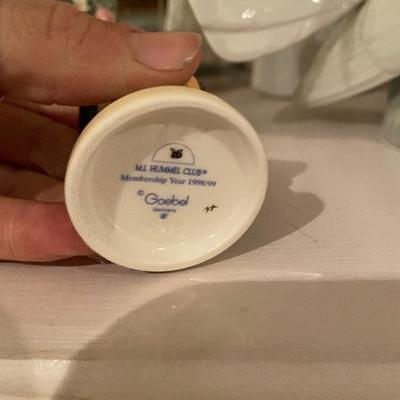 M.I. HUMMEL CLUB®
Membership Year 1998/99
© Goebel
Germany